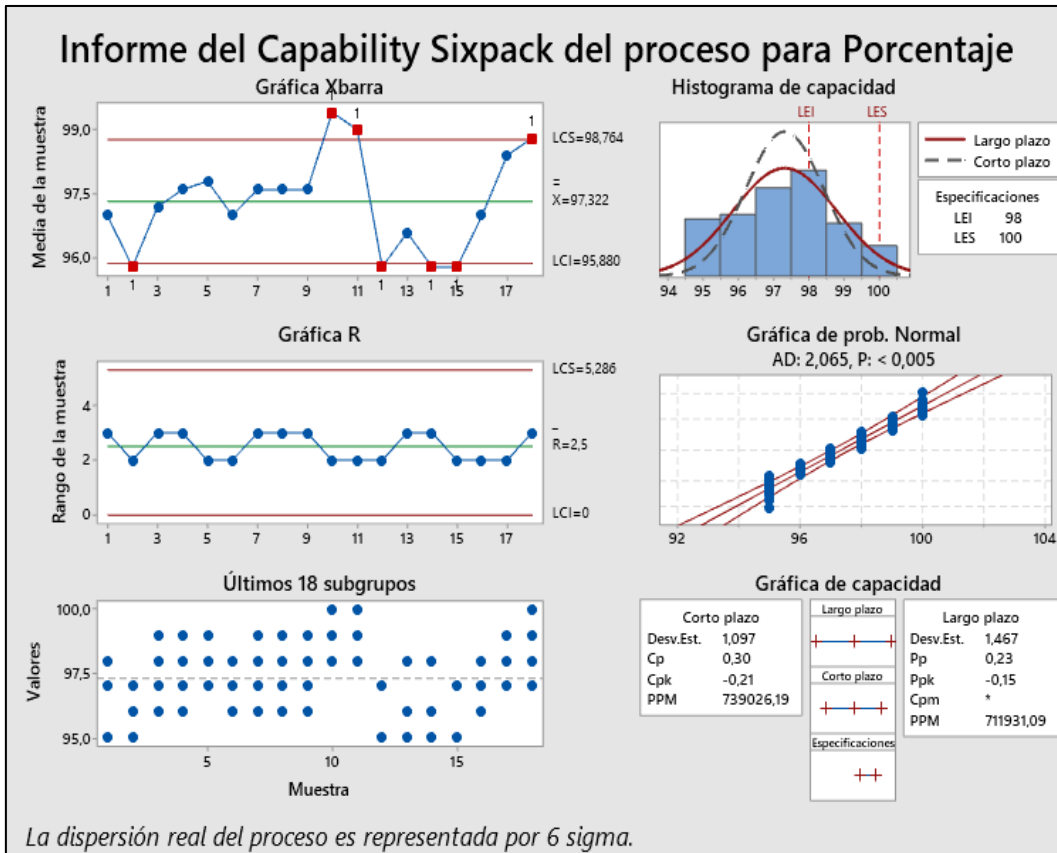 Informe del Capability Sixpack del proceso para Porcentaje
Gráfica Xbarra
Media de la muestra
99,0
97,5
96,0
1
1
1
1
1
1
1
1 3 5 7 9 11 13 15 17
LCS=98,764
=
X=97,322
LCI=95,880
Histograma de capacidad
LEI LES
94 95 96 97 98 99 100
Largo plazo
Corto plazo
Especificaciones
LEI 98
LES 100
Gráfica R
Rango de la muestra
4
2
0
1 3 5 7 9 11 13 15 17
LCS=5,286
_
R=2,5
LCI=0
Gráfica de prob. Normal
AD: 2,065, P: < 0,005
92 96 100 104
Últimos 18 subgrupos
Valores
100,0
97,5
95,0
5 10 15
Muestra
Gráfica de capacidad
Corto plazo
Desv.Est. 1,097
Cp 0,30
Cpk -0,21
PPM 739026,19
Largo plazo
Corto plazo
Especificaciones
Largo plazo
Desv.Est. 1,467
Pp 0,23
Ppk -0,15
Cpm *
PPM 711931,09
La dispersión real del proceso es representada por 6 sigma.